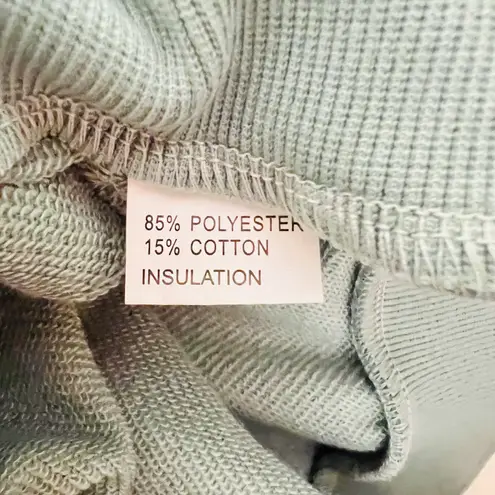 85% POLYESTER
15% COTTON
INSULATION